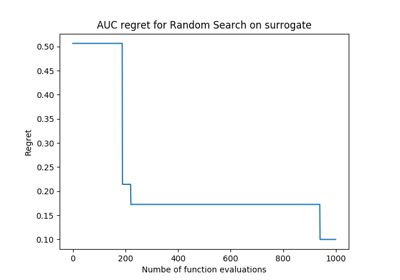 AUC regret for Random Search on surrogate
0.50
0.45
0.40
0.35
0.30
0.25
0.20
0.15
0.10
Regret
0 200 400 600 800 1000
Numbe of function evaluations